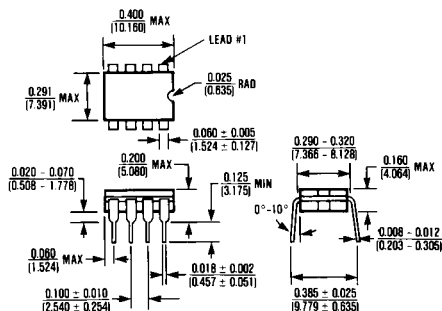 0.400
(10.160) MAX
LEAD #1
0.291
(7.391) MAX
0.025
(0.635) RAD
0.060 ± 0.005
(1.524 ± 0.127)
0.020 - 0.070
(0.508 - 1.778)
0.200
(5.080) MAX
0.125
(3.175) MIN
0.290 - 0.320
(7.366 - 8.128)
0.160
(4.064) MAX
0°-10°
0.008 - 0.012
(0.203 - 0.305)
0.060
(1.524) MAX
0.018 ± 0.002
(0.457 ± 0.051)
0.100 ± 0.010
(2.540 ± 0.254)
0.385 ± 0.025
(9.779 ± 0.635)